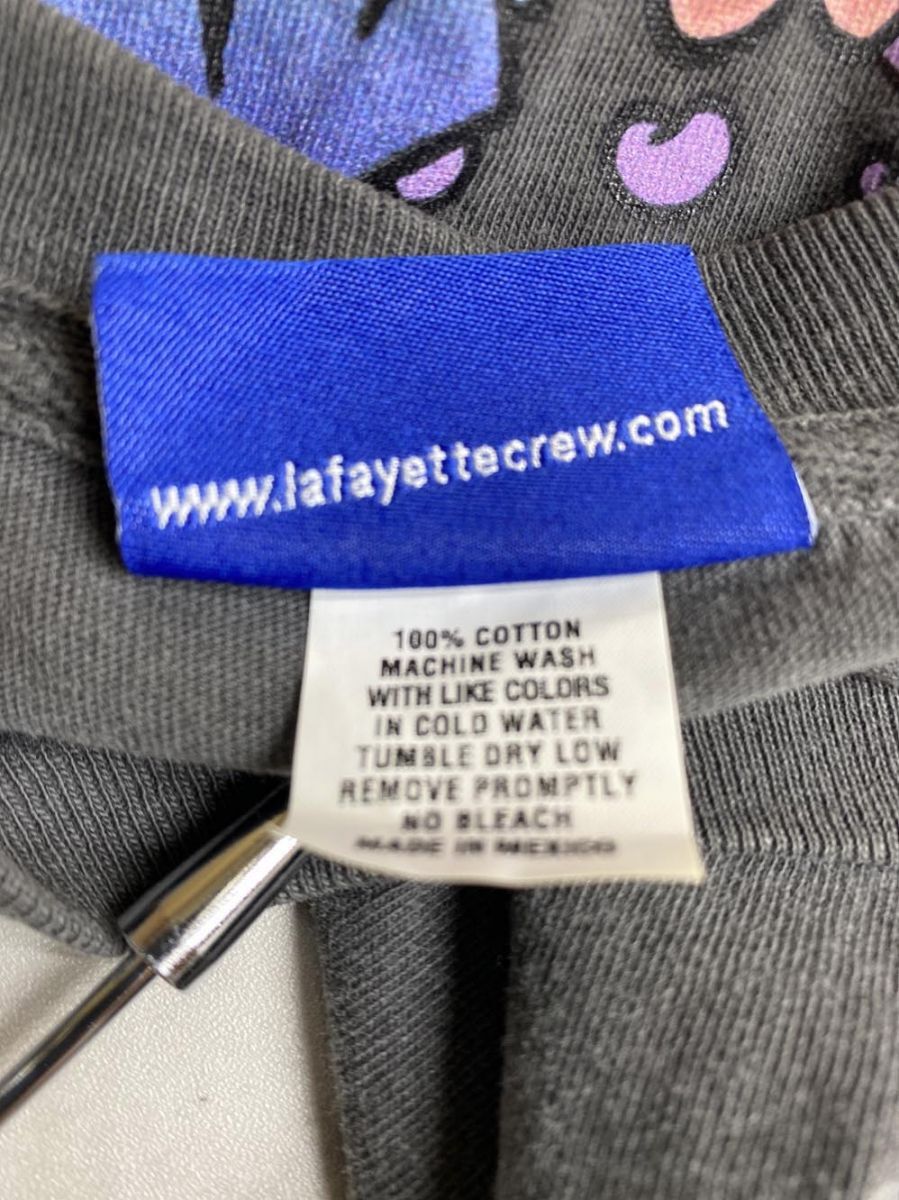 www.lafayettecrew.com
100% COTTON
MACHINE WASH
WITH LIKE COLORS
IN COLD WATER
TUMBLE DRY LOW
REMOVE PROMPTLY
NO BLEACH
MADE IN MEXICO